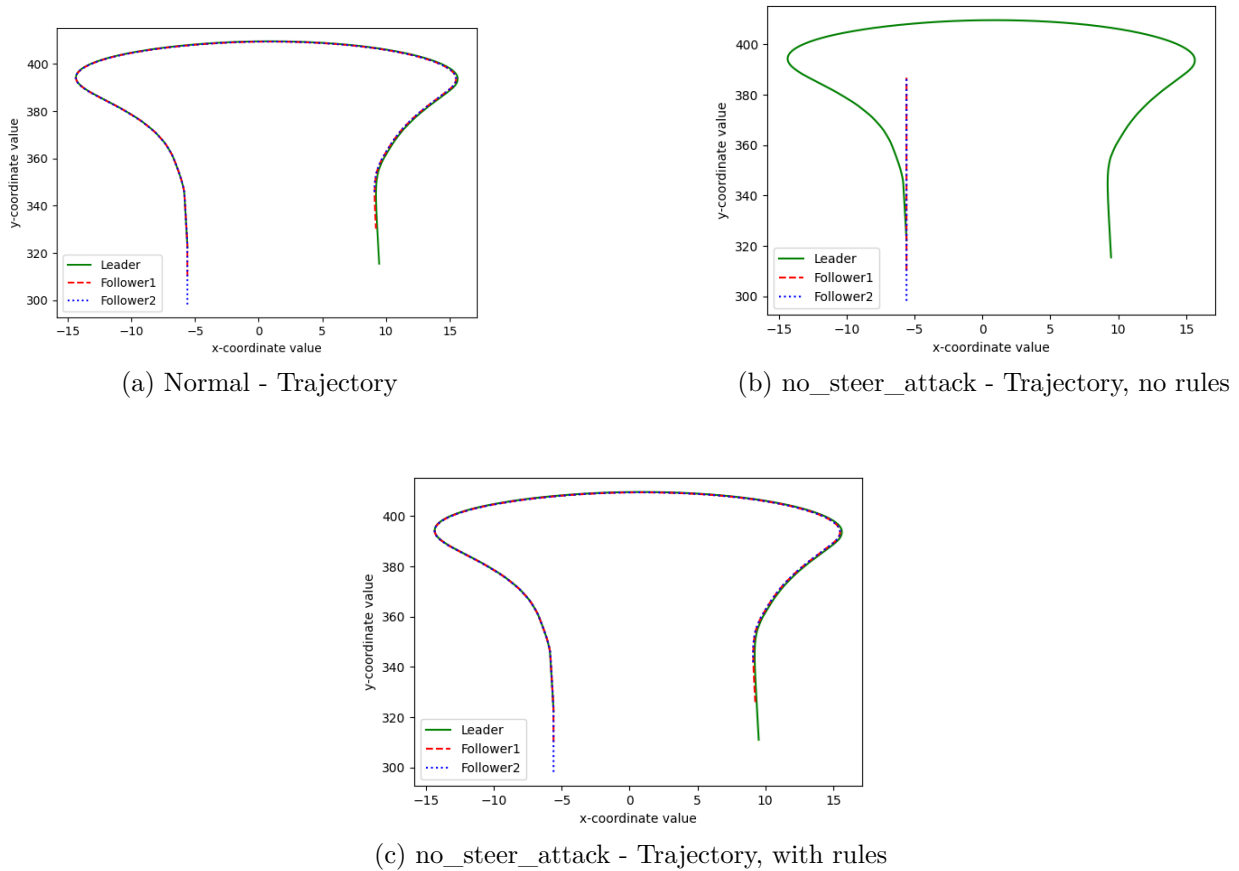 400
380
360
340
320
300
y-coordinate value
Leader
Follower1
Follower2
−15
−10
−5
0
5
10
15
x-coordinate value
(a) Normal - Trajectory
400
380
360
340
320
300
y-coordinate value
Leader
Follower1
Follower2
−15
−10
−5
0
5
10
15
x-coordinate value
(b) no_steer_attack - Trajectory, no rules
400
380
360
340
320
300
y-coordinate value
Leader
Follower1
Follower2
−15
−10
−5
0
5
10
15
x-coordinate value
(c) no_steer_attack - Trajectory, with rules